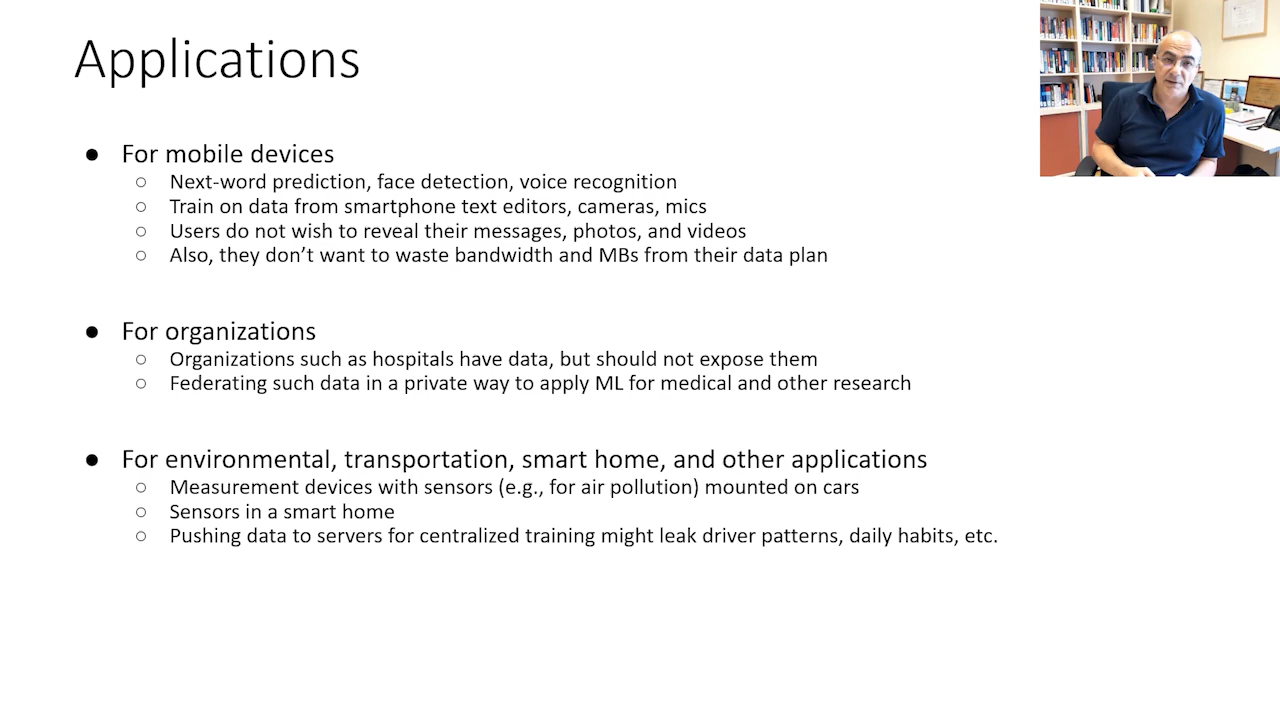 Applications
● For mobile devices
○ Next-word prediction, face detection, voice recognition
○ Train on data from smartphone text editors, cameras, mics
○ Users do not wish to reveal their messages, photos, and videos
○ Also, they don’t want to waste bandwidth and MBs from their data plan
● For organizations
○ Organizations such as hospitals have data, but should not expose them
○ Federating such data in a private way to apply ML for medical and other research
● For environmental, transportation, smart home, and other applications
○ Measurement devices with sensors (e.g., for air pollution) mounted on cars
○ Sensors in a smart home
○ Pushing data to servers for centralized training might leak driver patterns, daily habits, etc.